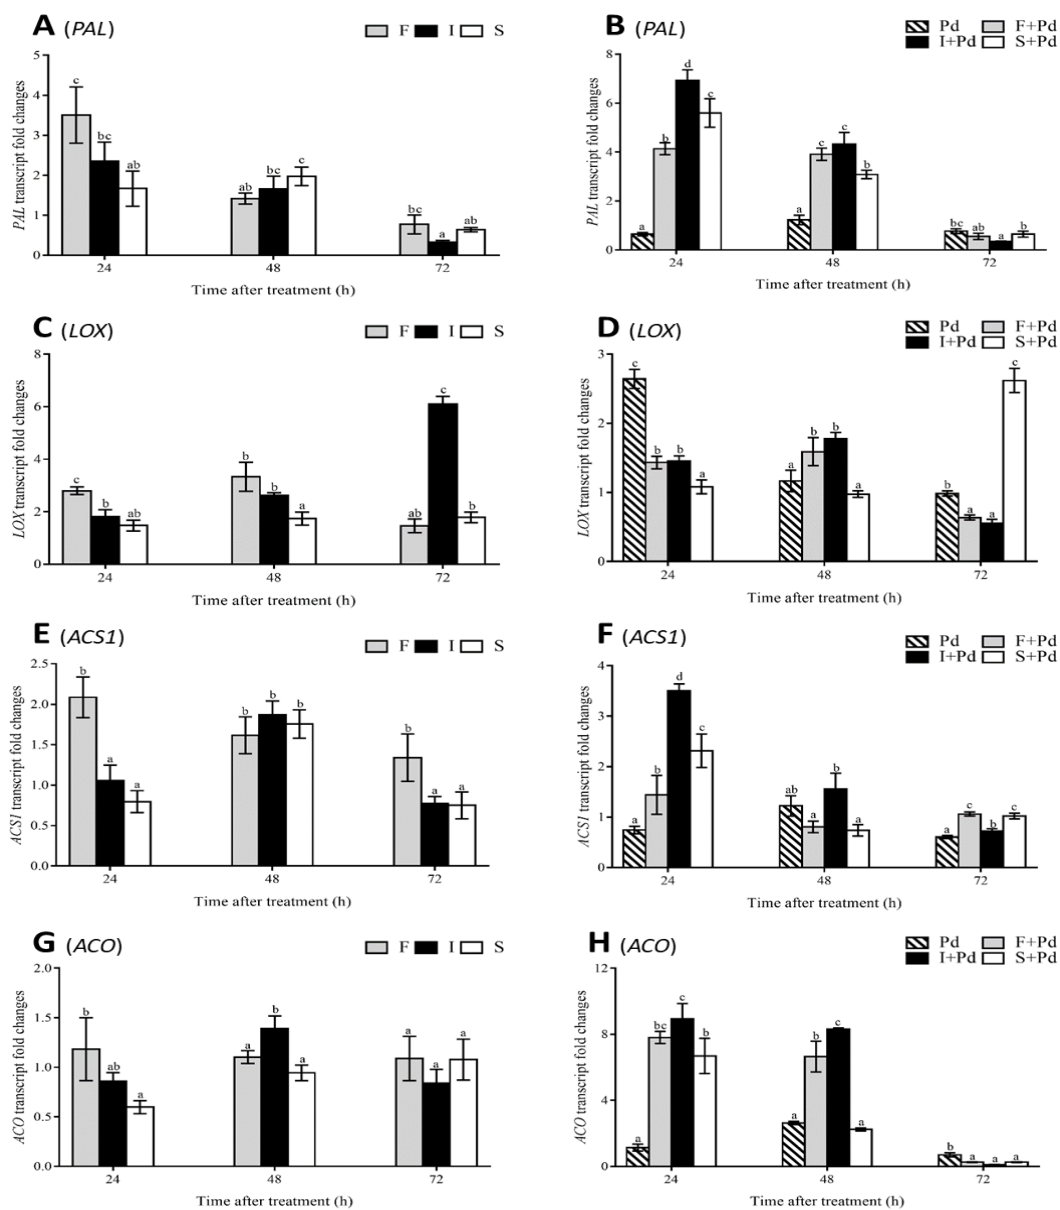 A (PAL)
F I S
PAL transcript fold changes
5
4
3
2
1
0
c
bc
ab
ab
bc
c
bc
a
ab
24 48 72
Time after treatment (h)
B (PAL)
Pd F+Pd
I+Pd S+Pd
PAL transcript fold changes
8
6
4
2
0
a
b
d
c
a
c
c
b
bc
ab
a
b
24 48 72
Time after treatment (h)
C (LOX)
F I S
LOX transcript fold changes
8
6
4
2
0
c
b
ab
b
b
a
ab
c
b
24 48 72
Time after treatment (h)
D (LOX)
Pd F+Pd
I+Pd S+Pd
LOX transcript fold changes
3
2
1
0
c
b
b
a
a
b
b
a
b
a
a
c
24 48 72
Time after treatment (h)
E (ACS1)
F I S
ACS1 transcript fold changes
2.5
2.0
1.5
1.0
0.5
0.0
b
a
a
b
b
b
b
a
a
24 48 72
Time after treatment (h)
F (ACS1)
Pd F+Pd
I+Pd S+Pd
ACS1 transcript fold changes
4
3
2
1
0
a
b
d
c
ab
a
b
a
a
c
b
c
24 48 72
Time after treatment (h)
G (ACO)
F I S
ACO transcript fold changes
2.0
1.5
1.0
0.5
0.0
b
ab
a
a
b
a
a
a
a
24 48 72
Time after treatment (h)
H (ACO)
Pd F+Pd
I+Pd S+Pd
ACO transcript fold changes
12
8
4
0
a
bc
c
b
a
b
c
a
b
a
a
a
24 48 72
Time after treatment (h)